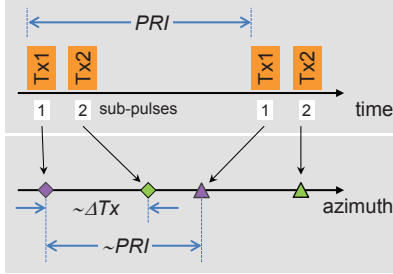 PRI
Tx1 Tx2 Tx1 Tx2
1 2 sub-pulses 1 2 time
azimuth
~ΔTx
~PRI